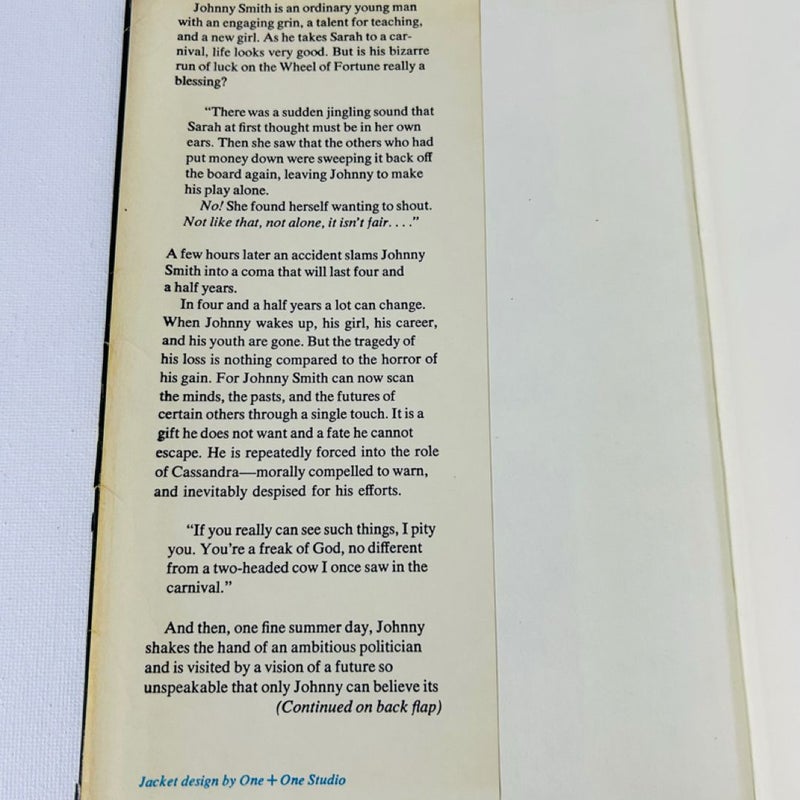 Johnny Smith is an ordinary young man
with an engaging grin, a talent for teaching,
and a new girl. As he takes Sarah to a car-
nival, life looks very good. But is his bizarre
run of luck on the Wheel of Fortune really a
blessing?
"There was a sudden jingling sound that
Sarah at first thought must be in her own
ears. Then she saw that the others who had
put money down were sweeping it back off
the board again, leaving Johnny to make
his play alone.
No! She found herself wanting to shout.
Not like that, not alone, it isn't fair. . . ."
A few hours later an accident slams Johnny
Smith into a coma that will last four and
a half years.
In four and a half years a lot can change.
When Johnny wakes up, his girl, his career,
and his youth are gone. But the tragedy of
his loss is nothing compared to the horror of
his gain. For Johnny Smith can now scan
the minds, the pasts, and the futures of
certain others through a single touch. It is a
gift he does not want and a fate he cannot
escape. He is repeatedly forced into the role
of Cassandra—morally compelled to warn,
and inevitably despised for his efforts.
"If you really can see such things, I pity
you. You're a freak of God, no different
from a two-headed cow I once saw in the
carnival."
And then, one fine summer day, Johnny
shakes the hand of an ambitious politician
and is visited by a vision of a future so
unspeakable that only Johnny can believe its
(Continued on back flap)
Jacket design by One + One Studio